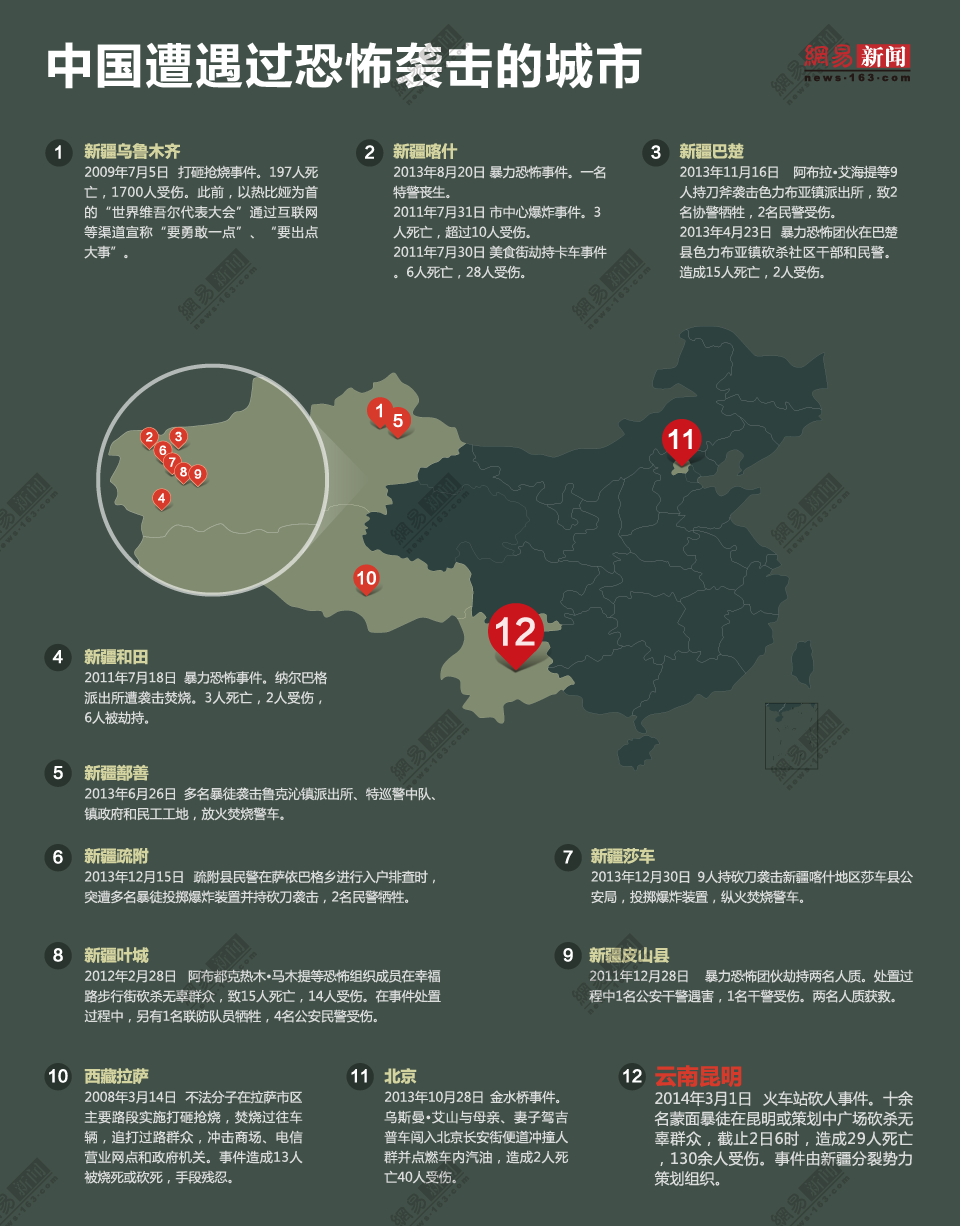 中国遭遇过恐怖袭击的城市
網易 新闻
news·163·com
1 新疆乌鲁木齐
2009年7月5日 打砸抢烧事件。197人死
亡，1700人受伤。此前，以热比娅为首
的“世界维吾尔代表大会”通过互联网
等渠道宣称“要勇敢一点”、“要出点
大事”。
2 新疆喀什
2013年8月20日 暴力恐怖事件。一名
特警丧生。
2011年7月31日 市中心爆炸事件。3
人死亡，超过10人受伤。
2011年7月30日 美食街劫持卡车事件
。6人死亡，28人受伤。
3 新疆巴楚
2013年11月16日 阿布拉•艾海提等9
人持刀斧袭击色力布亚镇派出所，致2
名协警牺牲，2名民警受伤。
2013年4月23日 暴力恐怖团伙在巴楚
县色力布亚镇砍杀社区干部和民警。
造成15人死亡，2人受伤。
1
5
11
2
3
6
7
8
9
4
10
12
4 新疆和田
2011年7月18日 暴力恐怖事件。纳尔巴格
派出所遭袭击焚烧。3人死亡，2人受伤，
6人被劫持。
5 新疆鄯善
2013年6月26日 多名暴徒袭击鲁克沁镇派出所、特巡警中队、
镇政府和民工工地，放火焚烧警车。
6 新疆疏附
2013年12月15日 疏附县民警在萨依巴格乡进行入户排查时，
突遭多名暴徒投掷爆炸装置并持砍刀袭击，2名民警牺牲。
7 新疆莎车
2013年12月30日 9人持砍刀袭击新疆喀什地区莎车县公
安局，投掷爆炸装置，纵火焚烧警车。
8 新疆叶城
2012年2月28日 阿布都克热木•马木提等恐怖组织成员在幸福
路步行街砍杀无辜群众，致15人死亡，14人受伤。在事件处置
过程中，另有1名联防队员牺牲，4名公安民警受伤。
9 新疆皮山县
2011年12月28日 暴力恐怖团伙劫持两名人质。处置过
程中1名公安干警遇害，1名干警受伤。两名人质获救。
10 西藏拉萨
2008年3月14日 不法分子在拉萨市区
主要路段实施打砸抢烧，焚烧过往车
辆，追打过路群众，冲击商场、电信
营业网点和政府机关。事件造成13人
被烧死或砍死，手段残忍。
11 北京
2013年10月28日 金水桥事件。
乌斯曼•艾山与母亲、妻子驾吉
普车闯入北京长安街便道冲撞人
群并点燃车内汽油，造成2人死
亡40人受伤。
12 云南昆明
2014年3月1日 火车站砍人事件。十余
名蒙面暴徒在昆明或策划中广场砍杀无
辜群众，截止2日6时，造成29人死亡
，130余人受伤。事件由新疆分裂势力
策划组织。